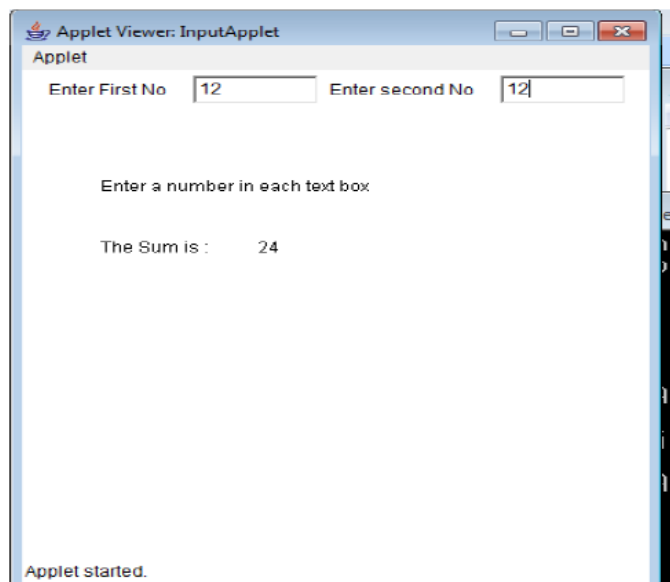 Applet Viewer: InputApplet
Applet
Enter First No 12 Enter second No 12
Enter a number in each text box
The Sum is : 24
Applet started.